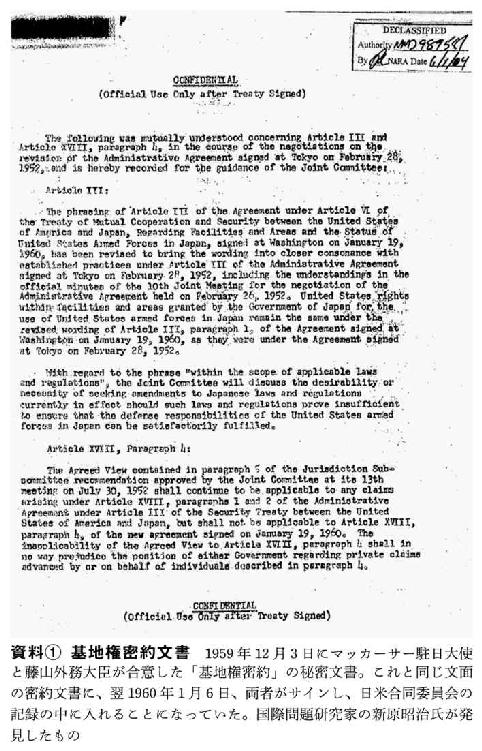 DECLASSIFIED
Authority NND 989581
By NARA Date
CONFIDENTIAL
(Official Use Only after Treaty Signed)
The following was mutually understood concerning Article III and
Article XVIII, paragraph 4, in the course of the negotiations on the
revision of the Administrative Agreement signed at Tokyo on February 28,
1952, and is hereby recorded for the guidance of the Joint Committee:
Article III:
The phrasing of Article III of the Agreement under Article VI of
the Treaty of Mutual Cooperation and Security between the United States
of America and Japan, Regarding Facilities and Areas and the Status of
United States Armed Forces in Japan, signed at Washington on January 19,
1960, has been revised to bring the wording into closer consonance with
established practices under Article III of the Administrative Agreement
signed at Tokyo on February 28, 1952, including the understandings in the
official minutes of the 10th Joint Meeting for the negotiation of the
Administrative Agreement held on February 26, 1952. United States rights
within facilities and areas granted by the Government of Japan for the
use of United States armed forces in Japan remain the same under the
revised wording of Article III, paragraph 1, of the Agreement signed at
Washington on January 19, 1960, as they were under the Agreement signed
at Tokyo on February 28, 1952.
With regard to the phrase "within the scope of applicable laws
and regulations", the Joint Committee will discuss the desirability or
necessity of seeking amendments to Japanese laws and regulations
currently in effect should such laws and regulations prove insufficient
to ensure that the defense responsibilities of the United States armed
forces in Japan can be satisfactorily fulfilled.
Article XVIII, Paragraph 4:
The Agreed View contained in paragraph 5 of the Jurisdiction Sub-
committee recommendation approved by the Joint Committee at its 13th
meeting on July 30, 1952 shall continue to be applicable to any claims
arising under Article XVIII, paragraphs 1 and 2 of the Administrative
Agreement under Article III of the Security Treaty between the United
States of America and Japan, but shall not be applicable to Article XVIII,
paragraph 4, of the new agreement signed on January 19, 1960. The
inapplicability of the Agreed View to Article XVIII, paragraph 4 shall in
no way prejudice the position of either Government regarding private claims
advanced by or on behalf of individuals described in paragraph 4.
CONFIDENTIAL
(Official Use Only after Treaty Signed)
資料① 基地権密約文書 1959年12月3日にマッカーサー駐日大使
と藤山外務大臣が合意した「基地権密約」の秘密文書。これと同じ文面
の密約文書に、翌1960年1月6日、両者がサインし、日米合同委員会の
記録の中に入れることになっていた。国際問題研究家の新原昭治氏が発
見したもの